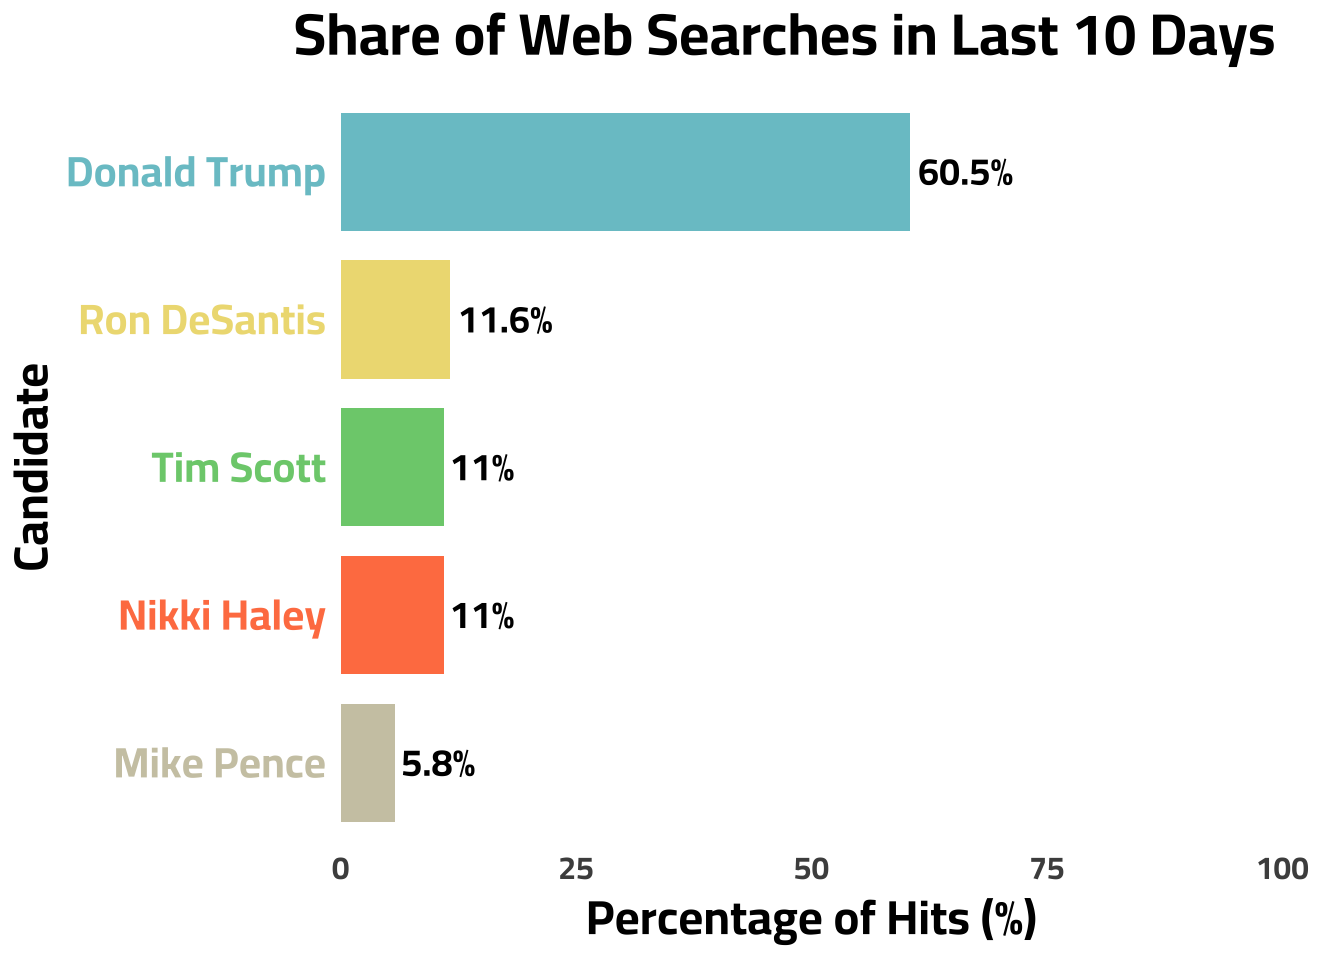 Share of Web Searches in Last 10 Days
Donald Trump
60.5%
Ron DeSantis
11.6%
Tim Scott
11%
Nikki Haley
11%
Mike Pence
5.8%
Candidate
0 25 50 75 100
Percentage of Hits (%)